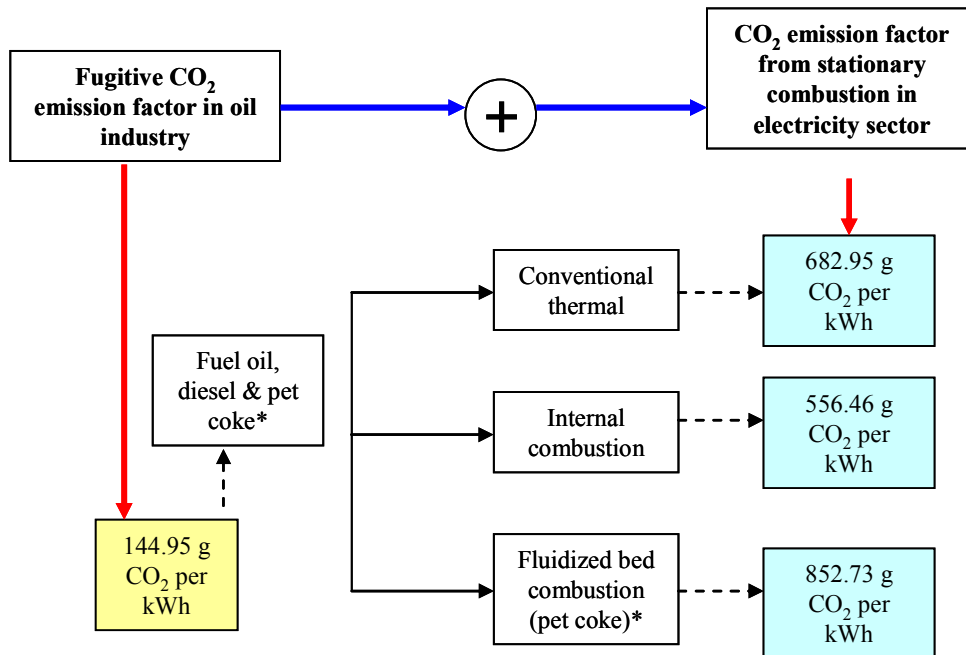 Fugitive CO₂
emission factor in oil
industry
+
CO₂ emission factor
from stationary
combustion in
electricity sector
Conventional
thermal
682.95 g
CO₂ per
kWh
Fuel oil,
diesel & pet
coke*
Internal
combustion
556.46 g
CO₂ per
kWh
144.95 g
CO₂ per
kWh
Fluidized bed
combustion
(pet coke)*
852.73 g
CO₂ per
kWh